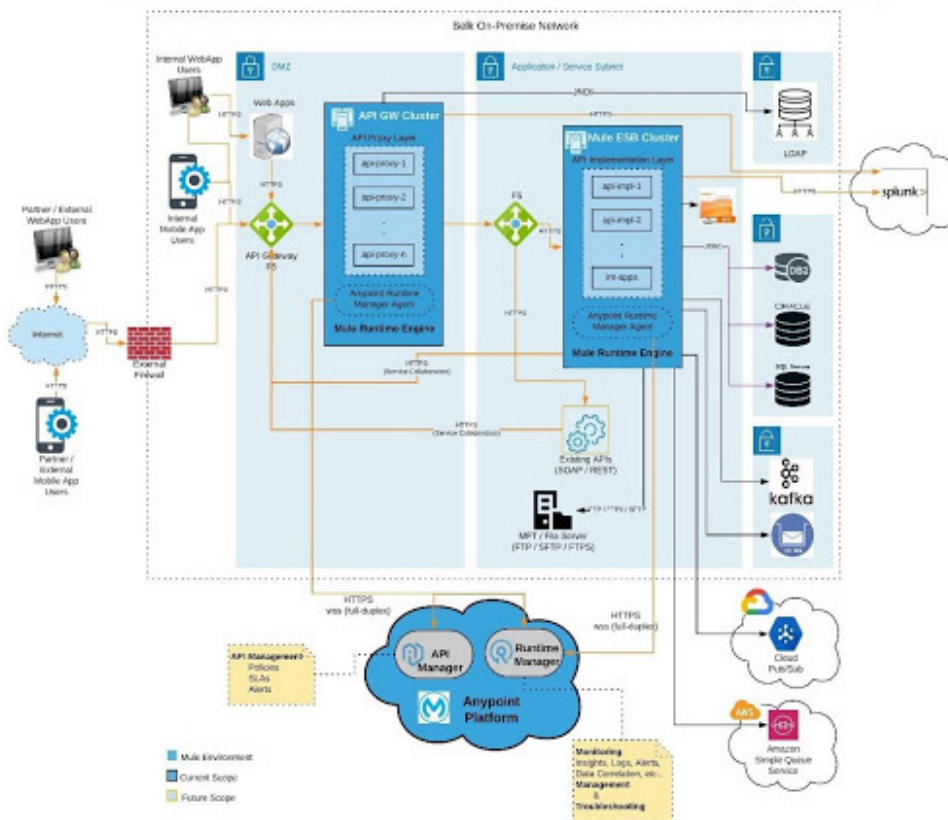 Belk On-Premise Network
Internal WebApp
Users
DMZ
Application / Service Subnet
Web Apps
API GW Cluster
API Proxy Layer
api-proxy-1
api-proxy-2
api-proxy-n
Anypoint Runtime
Manager Agent
Mule Runtime Engine
HTTPS
Mule ESB Cluster
API Implementation Layer
api-impl-1
api-impl-2
int-apps
Anypoint Runtime
Manager Agent
Mule Runtime Engine
LDAP
HTTPS
HTTPS
splunk>
Internal
Mobile App
Users
HTTPS
HTTPS
HTTPS
API Gateway
F5
F5
HTTPS
HTTPS
Partner / External
WebApp Users
HTTPS
Internet
HTTPS
HTTPS
External
Firewall
HTTPS
Partner /
External
Mobile App
Users
JDBC
DB2
ORACLE
SQL Server
HTTPS
(Service Collaboration)
HTTPS
(Service Collaboration)
Existing APIs
(SOAP / REST)
FTP / FTPS / SFTP
MFT / File Server
(FTP / SFTP / FTPS)
kafka
HTTPS
wss (full-duplex)
HTTPS
wss (full-duplex)
API
Manager
Runtime
Manager
Anypoint
Platform
API Management
Policies
SLAs
Alerts
Cloud
Pub/Sub
AWS
Amazon
Simple Queue
Service
Monitoring
Insights, Logs, Alerts,
Data Correlation, etc..
Management
&
Troubleshooting
Mule Environment
Current Scope
Future Scope